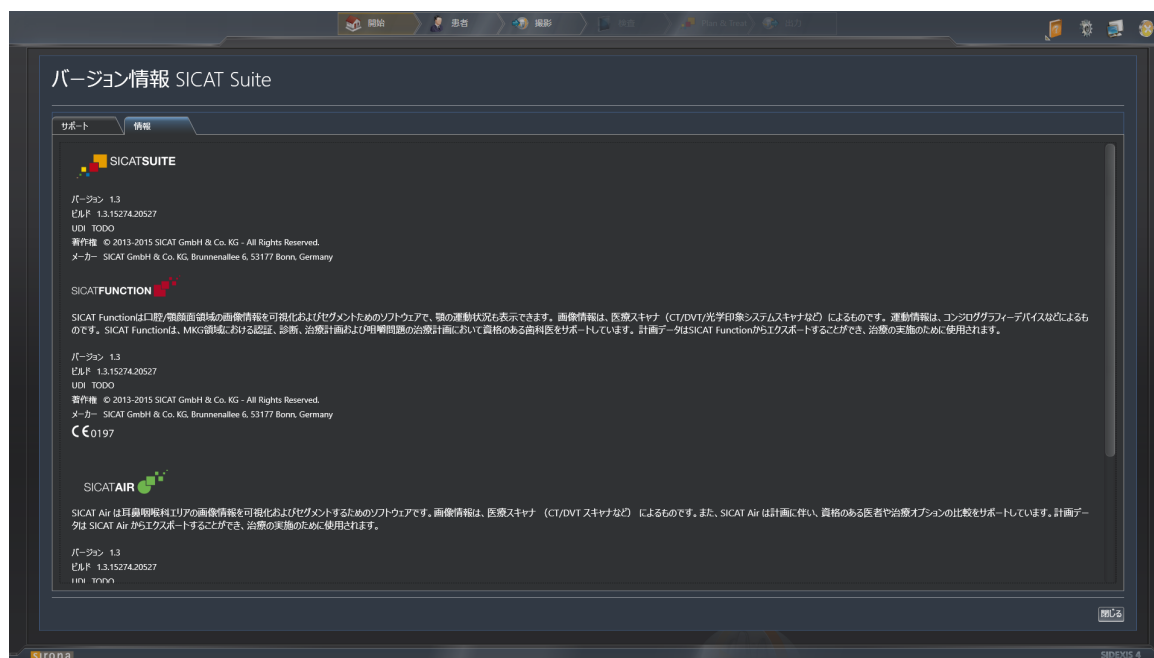 開始 患者 撮影 検査 Plan & Treat 出力
バージョン情報 SICAT Suite
サポート 情報
SICATSUITE
バージョン 1.3
ビルド 1.3.15274.20527
UDI TODO
著作権 © 2013-2015 SICAT GmbH & Co. KG - All Rights Reserved.
メーカー SICAT GmbH & Co. KG, Brunnenallee 6, 53177 Bonn, Germany
SICATFUNCTION
SICAT Functionは口腔/顎顔面領域の画像情報を可視化およびセグメントためのソフトウェアで、顎の運動状況も表示できます。画像情報は、医療スキャナ（CT/DVT/光学印象システムスキャナなど）によるものです。運動情報は、コンジログラフィーデバイスなどによるも
のです。SICAT Functionは、MKG領域における認証、診断、治療計画および咀嚼問題の治療計画において資格のある歯科医をサポートしています。計画データはSICAT Functionからエクスポートすることができ、治療の実施のために使用されます。
バージョン 1.3
ビルド 1.3.15274.20527
UDI TODO
著作権 © 2013-2015 SICAT GmbH & Co. KG - All Rights Reserved.
メーカー SICAT GmbH & Co. KG, Brunnenallee 6, 53177 Bonn, Germany
CE0197
SICATAIR
SICAT Air は耳鼻咽喉科エリアの画像情報を可視化およびセグメントするためのソフトウェアです。画像情報は、医療スキャナ （CT/DVT スキャナなど） によるものです。また、SICAT Air は計画に伴い、資格のある医者や治療オプションの比較をサポートしています。計画デー
タは SICAT Air からエクスポートすることができ、治療の実施のために使用されます。
バージョン 1.3
ビルド 1.3.15274.20527
UDI TODO
閉じる
sirona SIDEXIS 4